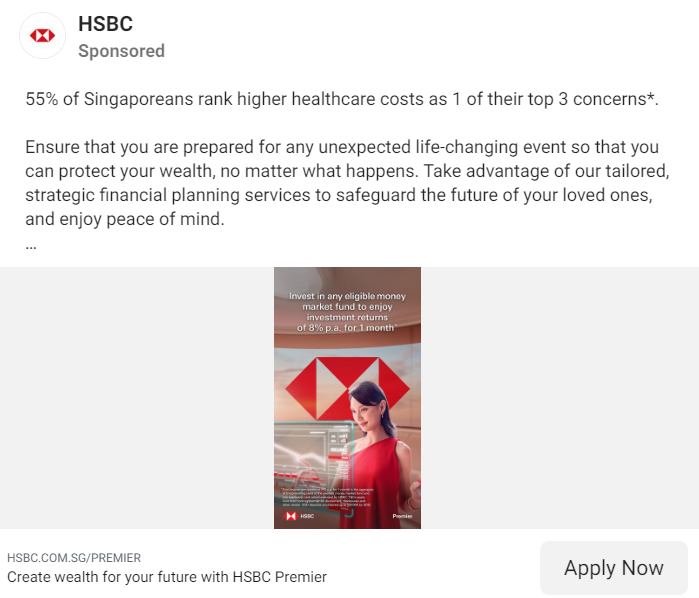 HSBC
Sponsored
55% of Singaporeans rank higher healthcare costs as 1 of their top 3 concerns*.
Ensure that you are prepared for any unexpected life-changing event so that you
can protect your wealth, no matter what happens. Take advantage of our tailored,
strategic financial planning services to safeguard the future of your loved ones,
and enjoy peace of mind.
...
Invest in any eligible money
market fund to enjoy
investment returns
of 8% p.a. for 1 month*
HSBC
Premier
HSBC.COM.SG/PREMIER
Create wealth for your future with HSBC Premier
Apply Now